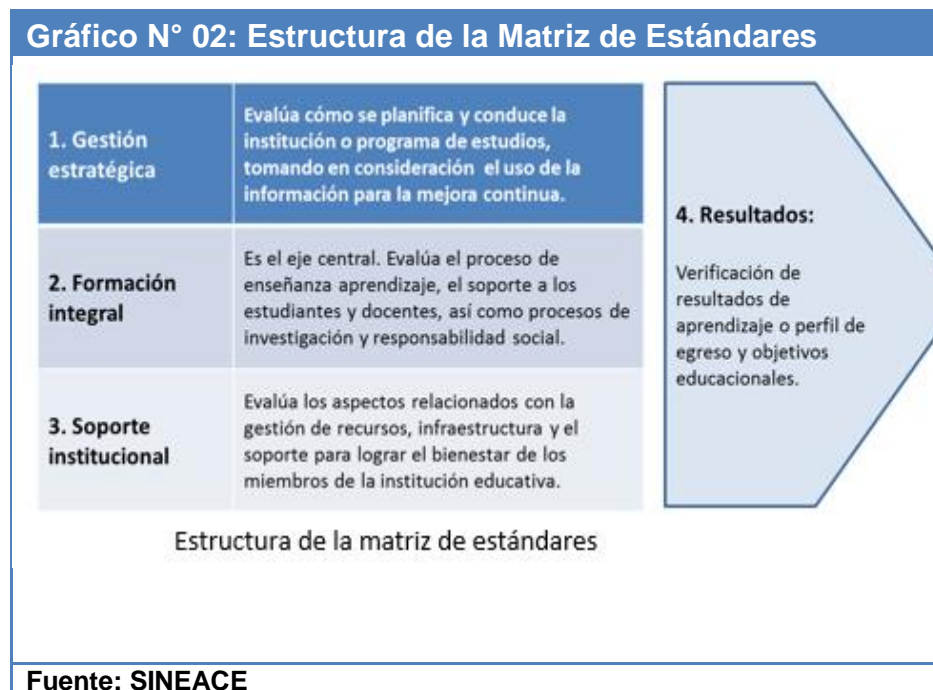 Gráfico N° 02: Estructura de la Matriz de Estándares
1. Gestión
estratégica
Evalúa cómo se planifica y conduce la
institución o programa de estudios,
tomando en consideración el uso de la
información para la mejora continua.
2. Formación
integral
Es el eje central. Evalúa el proceso de
enseñanza aprendizaje, el soporte a los
estudiantes y docentes, así como procesos de
investigación y responsabilidad social.
3. Soporte
institucional
Evalúa los aspectos relacionados con la
gestión de recursos, infraestructura y el
soporte para lograr el bienestar de los
miembros de la institución educativa.
4. Resultados:
Verificación de
resultados de
aprendizaje o perfil de
egreso y objetivos
educacionales.
Estructura de la matriz de estándares
Fuente: SINEACE